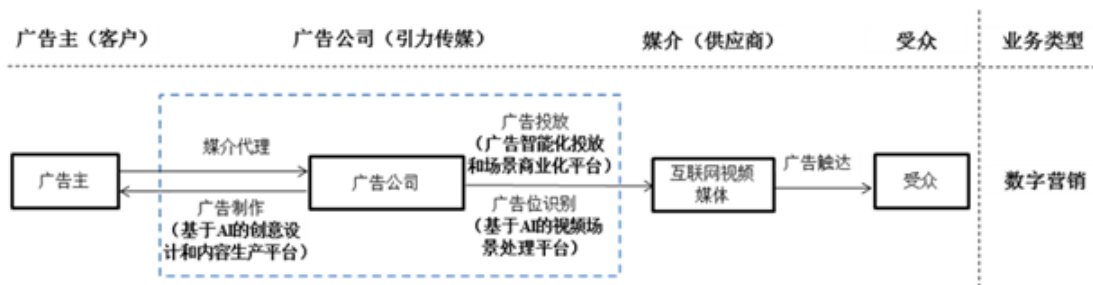 广告主（客户） 广告公司（引力传媒） 媒介（供应商） 受众 业务类型
广告主
媒介代理
广告制作
（基于AI的创意设
计和内容生产平台）
广告公司
广告投放
（广告智能化投放
和场景商业化平台）
广告位识别
（基于AI的视频场
景处理平台）
互联网视频
媒体
广告触达
受众
数字营销